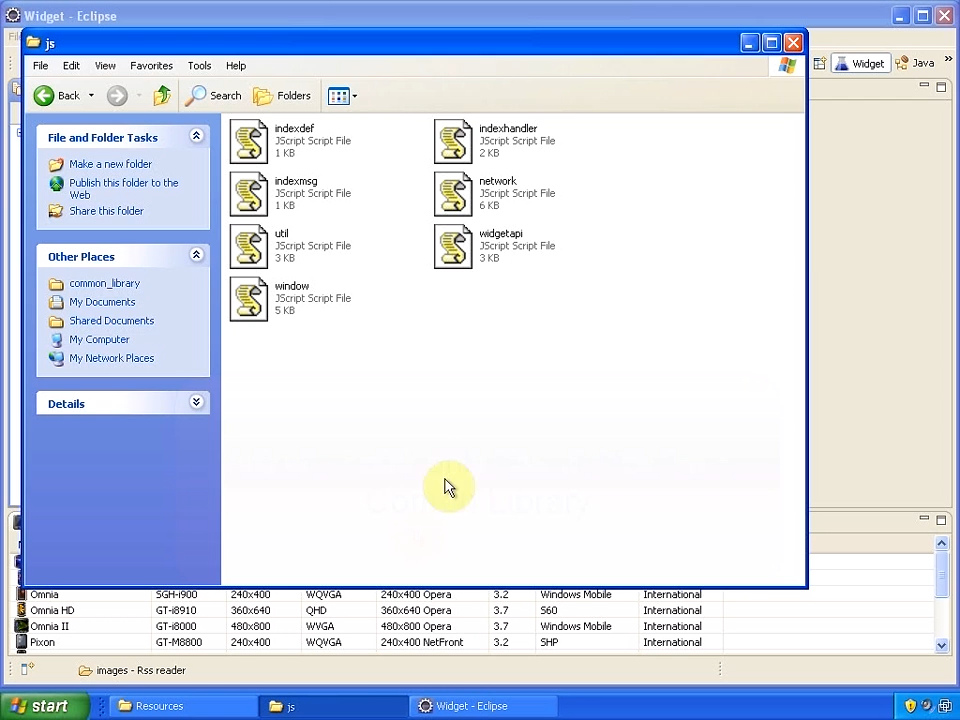 Widget - Eclipse
js
File Edit View Favorites Tools Help
Widget Java »
Back Search Folders
File and Folder Tasks
Make a new folder
Publish this folder to the
Web
Share this folder
Other Places
common_library
My Documents
Shared Documents
My Computer
My Network Places
Details
indexdef
JScript Script File
1 KB
indexhandler
JScript Script File
2 KB
indexmsg
JScript Script File
1 KB
network
JScript Script File
6 KB
util
JScript Script File
3 KB
widgetapi
JScript Script File
3 KB
window
JScript Script File
5 KB
Library
Omnia SGH-i900 240x400 WQVGA 240x400 Opera 3.2 Windows Mobile International
Omnia HD GT-i8910 360x640 QHD 360x640 Opera 3.7 S60 International
Omnia II GT-i8000 480x800 WVGA 480x800 Opera 3.7 Windows Mobile International
Pixon GT-M8800 240x400 WQVGA 240x400 NetFront 3.2 SHP International
images - Rss reader
start Resources js Widget - Eclipse